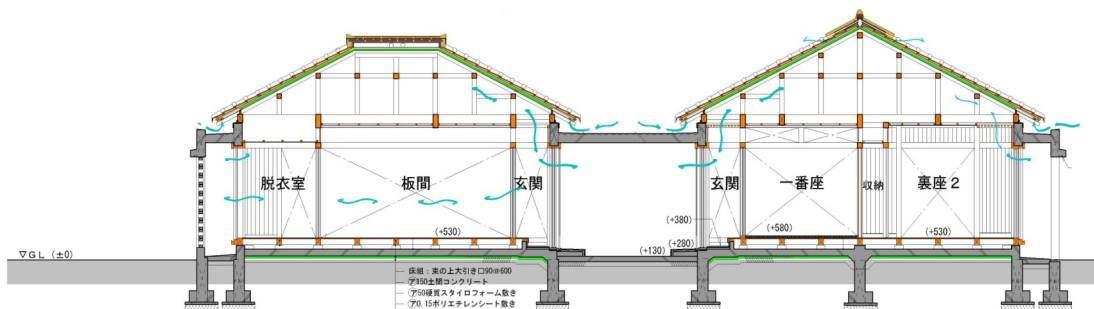 脱衣室
板間
玄関
玄関
一番座
収納
裏座2
(+530)
(+380)
(+280)
(+130)
(+580)
(+530)
▽GL (±0)
床組：束の上大引き□90@600
㋐150土間コンクリート
㋐50硬質スタイロフォーム敷き
㋐0.15ポリエチレンシート敷き